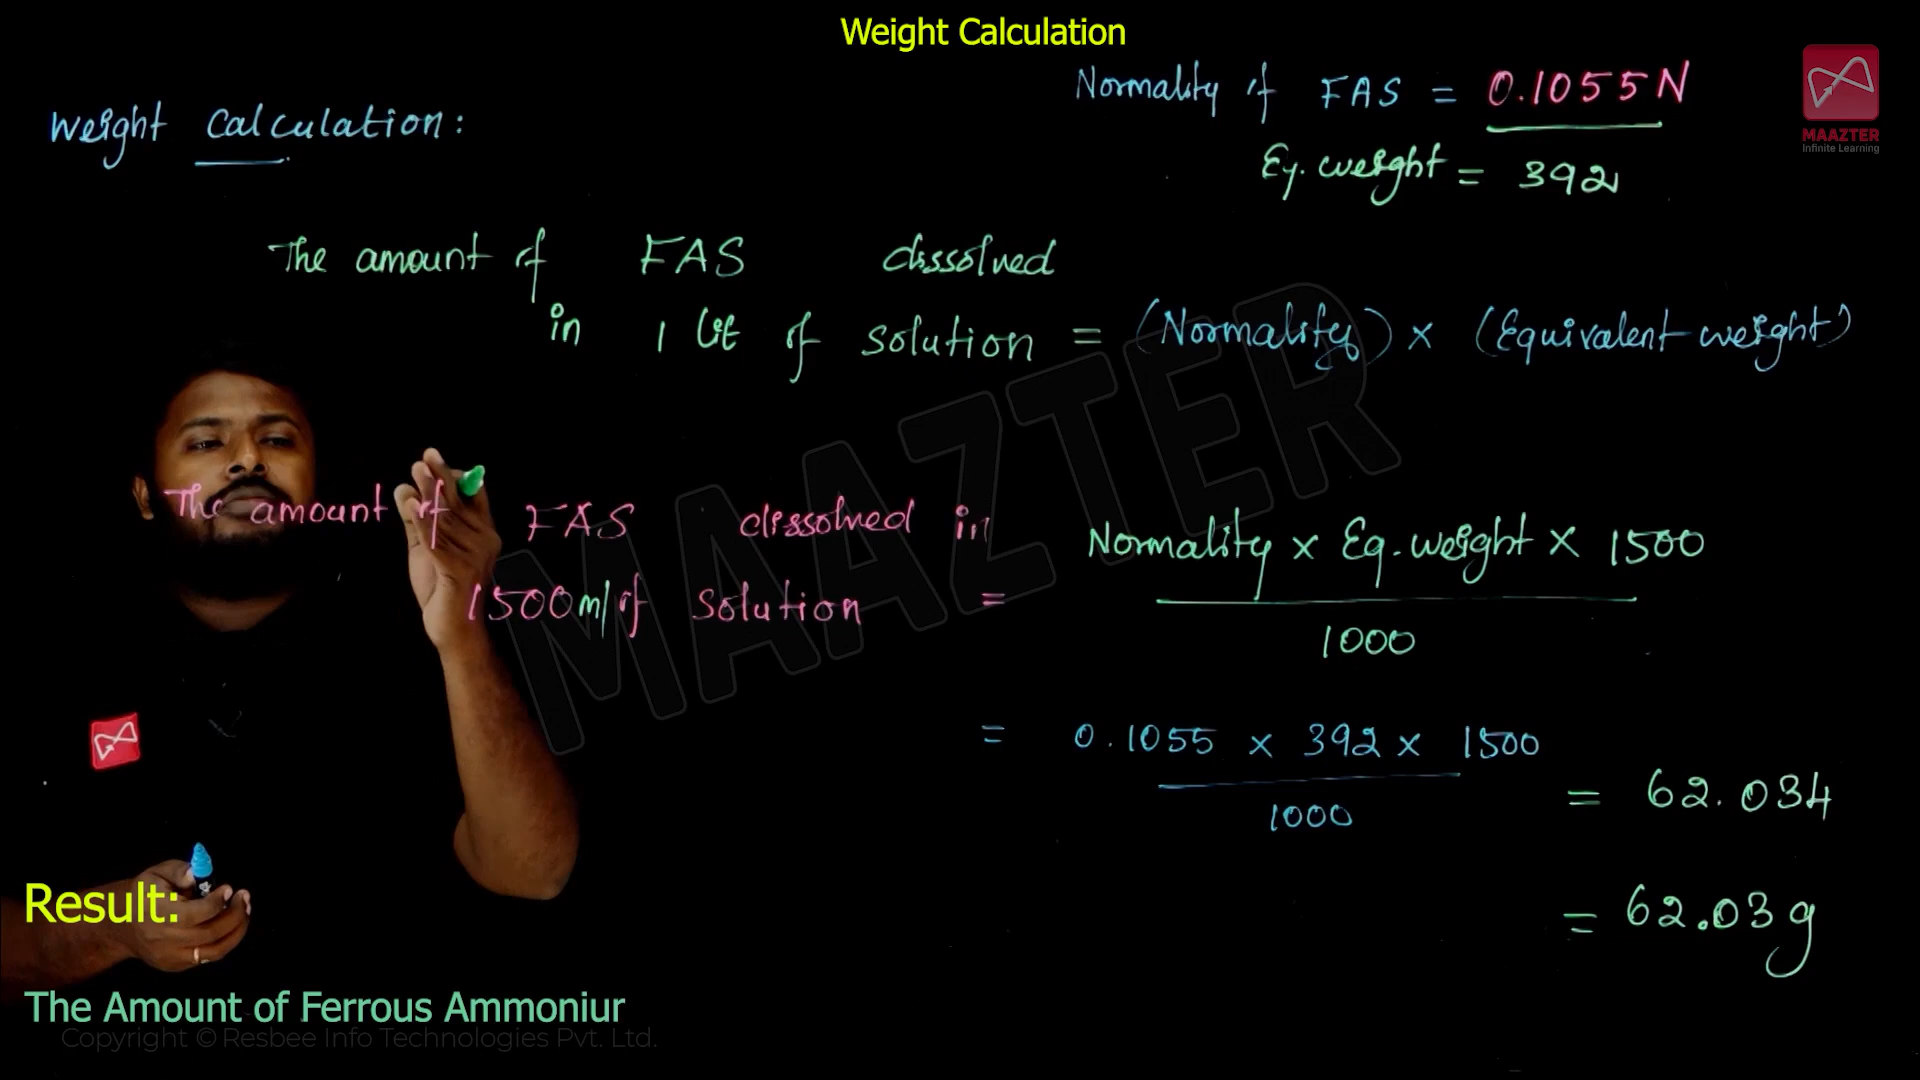 Weight Calculation
Normality of FAS = 0.1055N
MAAZTER
Infinite Learning
Weight Calculation:
Eq. weight = 392
The amount of FAS dissolved
in 1 lit of solution = (Normality) × (Equivalent weight)
MAAZTER
The amount of FAS dissolved in
1500ml of solution = Normality × Eq. weight × 1500
1000
= 0.1055 × 392 × 1500
1000
= 62.034
= 62.03g
Result:
The Amount of Ferrous Ammoniur
Copyright © Resbee Info Technologies Pvt. Ltd.